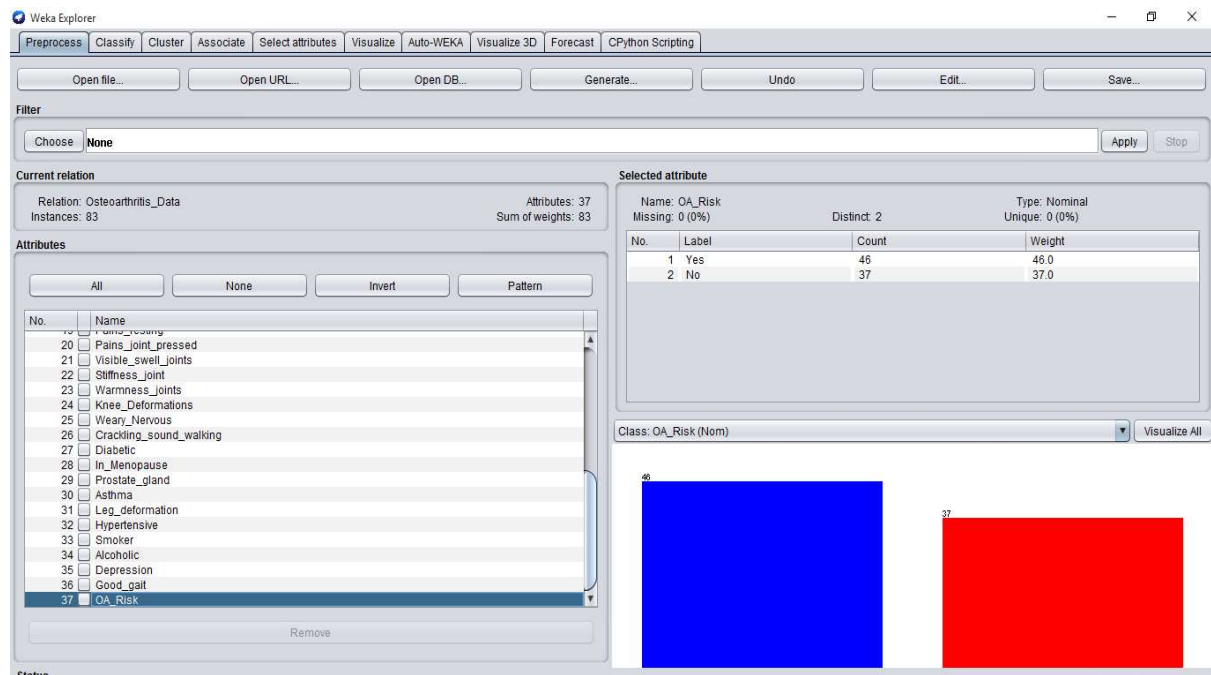 Weka Explorer
Preprocess Classify Cluster Associate Select attributes Visualize Auto-WEKA Visualize 3D Forecast CPython Scripting
Open file... Open URL... Open DB... Generate... Undo Edit... Save...
Filter
Choose None Apply Stop
Current relation
Relation: Osteoarthritis_Data Attributes: 37
Instances: 83 Sum of weights: 83
Attributes
All None Invert Pattern
No. Name
19 Pains_resting
20 Pains_joint_pressed
21 Visible_swell_joints
22 Stiffness_joint
23 Warmness_joints
24 Knee_Deformations
25 Weary_Nervous
26 Crackling_sound_walking
27 Diabetic
28 In_Menopause
29 Prostate_gland
30 Asthma
31 Leg_deformation
32 Hypertensive
33 Smoker
34 Alcoholic
35 Depression
36 Good_gait
37 OA_Risk
Remove
Status
Selected attribute
Name: OA_Risk Type: Nominal
Missing: 0 (0%) Distinct: 2 Unique: 0 (0%)
No. Label Count Weight
1 Yes 46 46.0
2 No 37 37.0
Class: OA_Risk (Nom) Visualize All
46
37